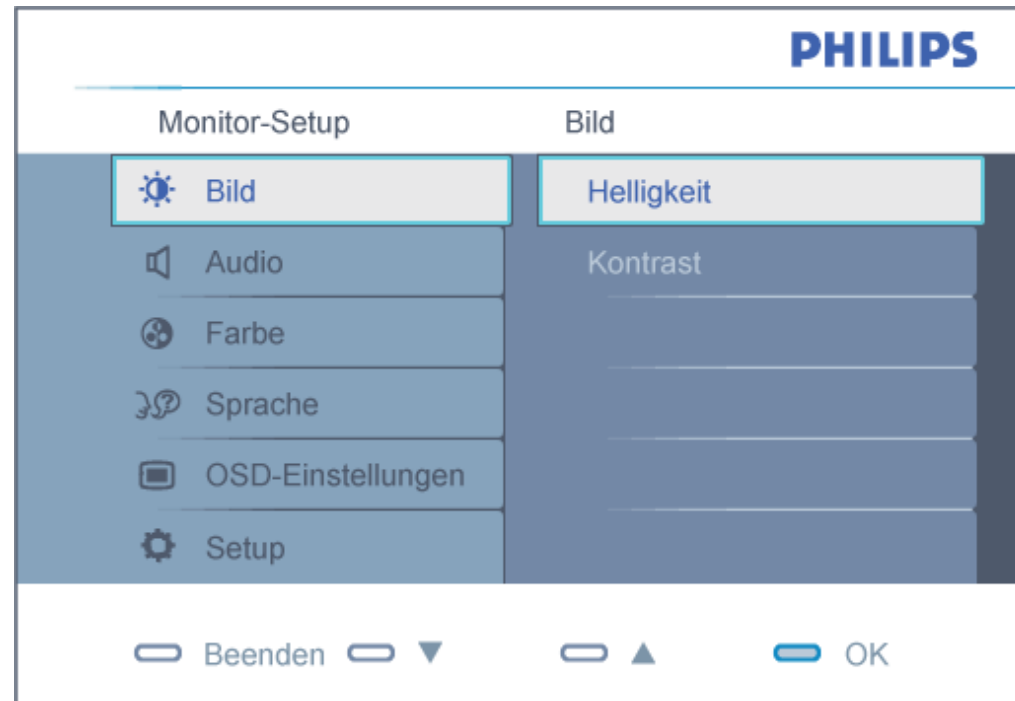 PHILIPS
Monitor-Setup Bild
Bild Helligkeit
Audio Kontrast
Farbe
Sprache
OSD-Einstellungen
Setup
Beenden ▼ ▲ OK